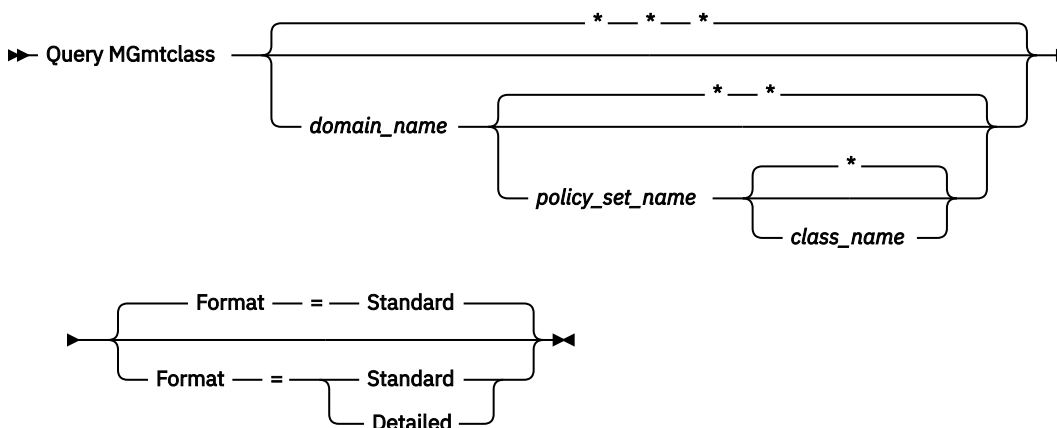 * * *
Query MGmtclass
* *
domain_name
*
policy_set_name
class_name
Format = Standard
Format = Standard
Detailed